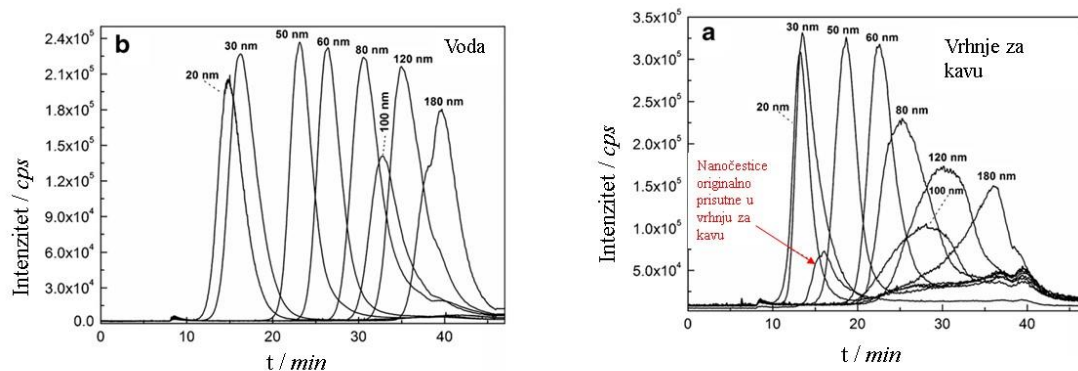 b
Voda
2.4x10⁵
2.1x10⁵
1.8x10⁵
1.5x10⁵
1.2x10⁵
9.0x10⁴
6.0x10⁴
3.0x10⁴
0.0
Intenzitet / cps
20 nm
30 nm
50 nm
60 nm
80 nm
100 nm
120 nm
180 nm
0
10
20
30
40
t / min
a
Vrhnje za
kavu
3.5x10⁵
3.0x10⁵
2.5x10⁵
2.0x10⁵
1.5x10⁵
1.0x10⁵
5.0x10⁴
Intenzitet / cps
20 nm
30 nm
50 nm
60 nm
80 nm
120 nm
100 nm
180 nm
Nanočestice
originalno
prisutne u
vrhnju za
kavu
0
10
20
30
40
t / min